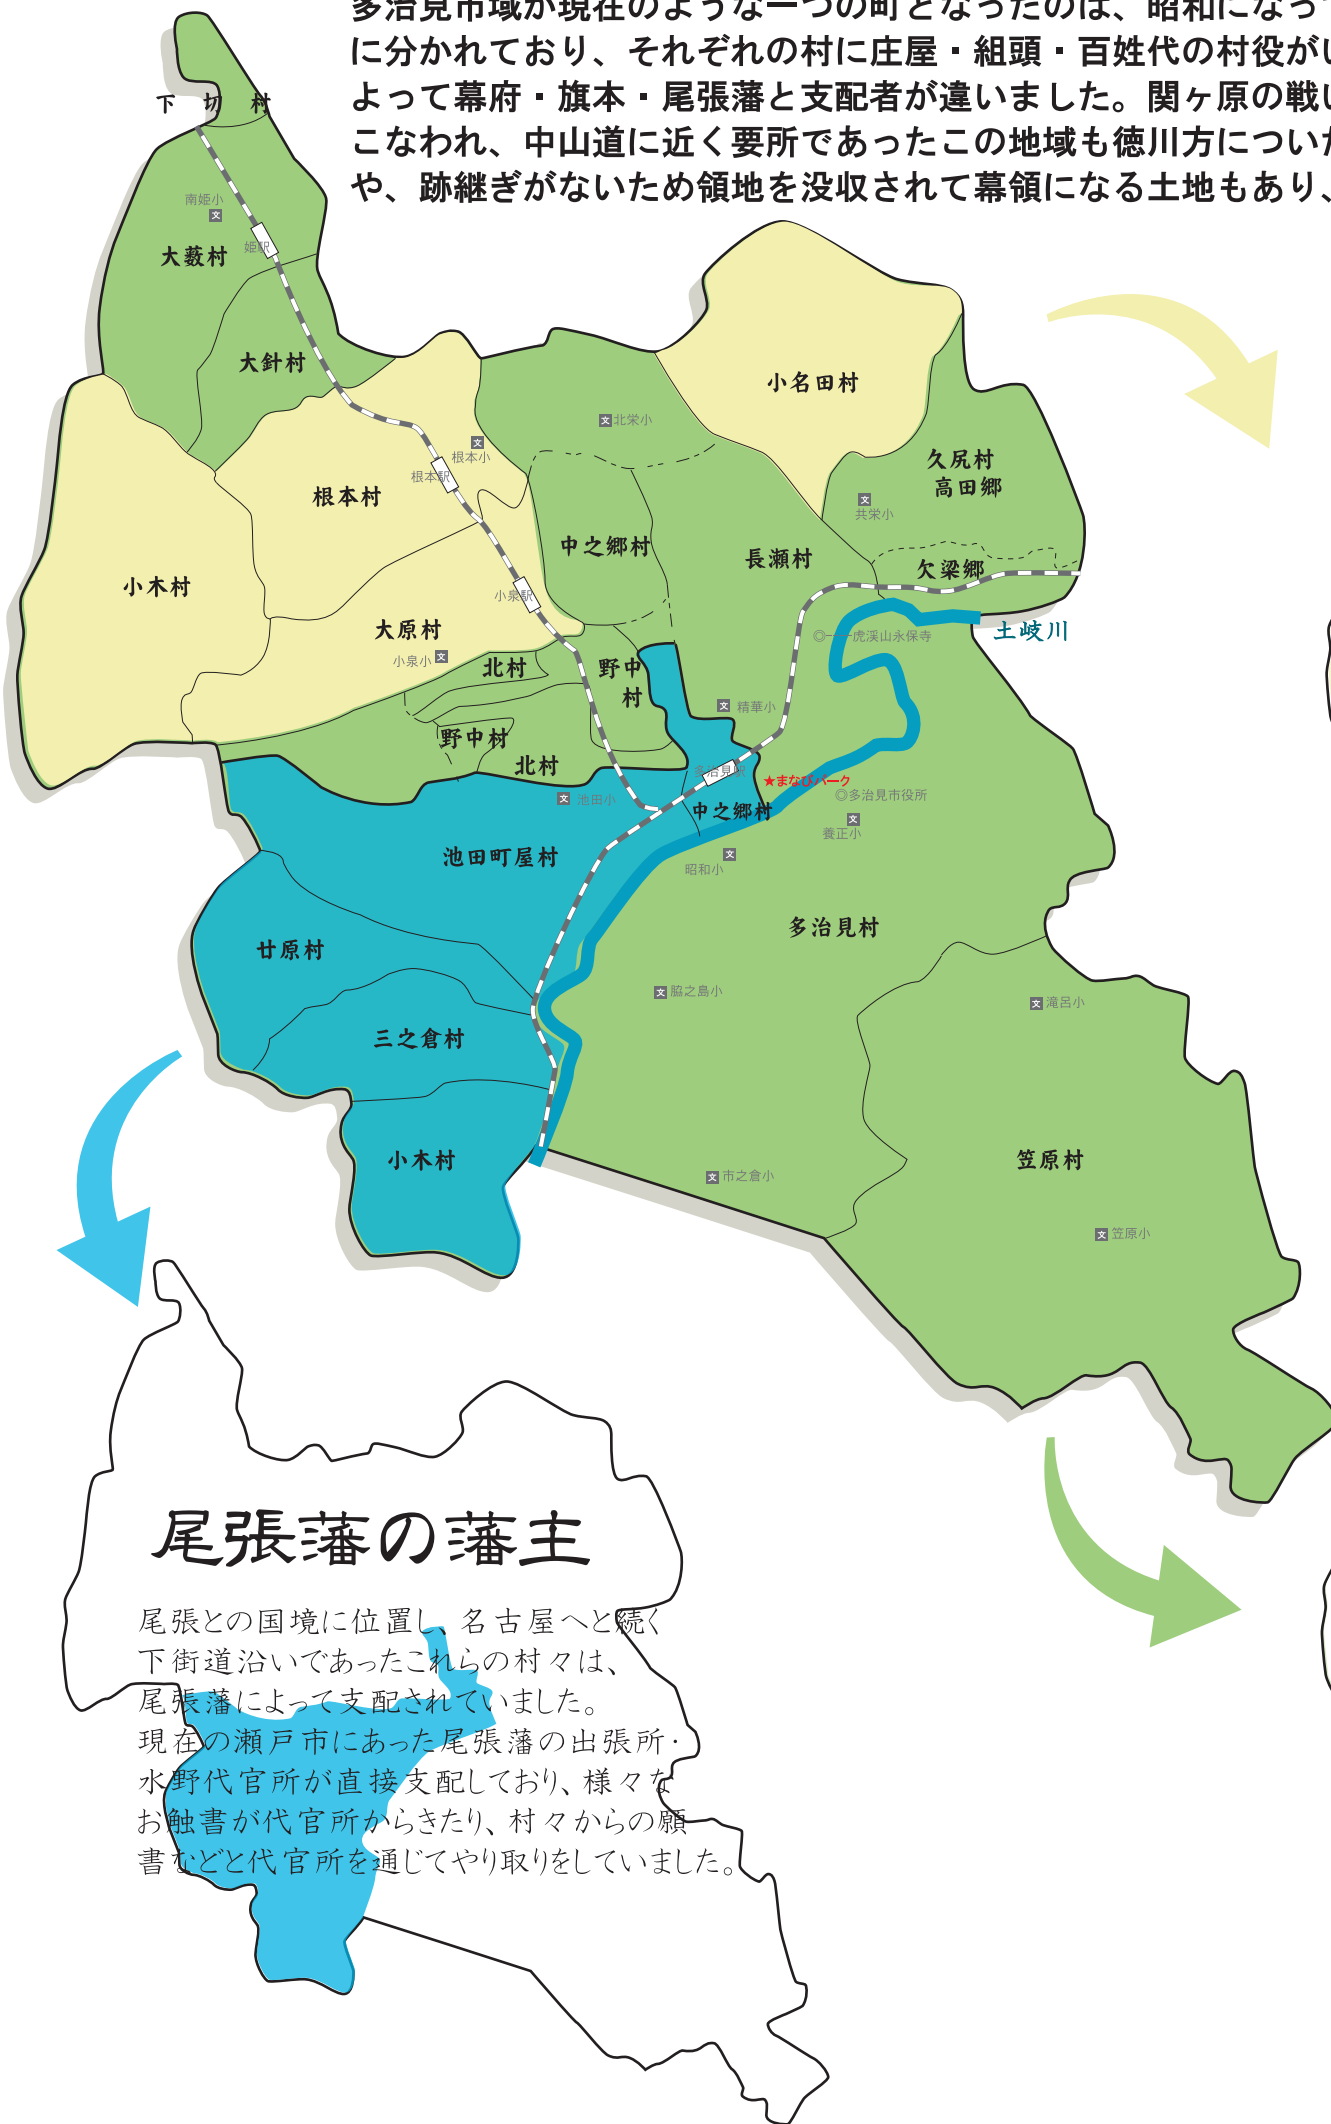 多治見市域が現在のような一つの町となったのは、昭和になって
に分かれており、それぞれの村に庄屋・組頭・百姓代の村役がい
よって幕府・旗本・尾張藩と支配者が違いました。関ヶ原の戦い
こなわれ、中山道に近く要所であったこの地域も徳川方についた
や、跡継ぎがないため領地を没収されて幕領になる土地もあり、
下切村
南姫小
文
姫駅
大薮村
大針村
小名田村
文北栄小
文
根本小
根本駅
根本村
久尻村
高田郷
文
共栄小
中之郷村
長瀬村
欠梁郷
小木村
小泉駅
大原村
土岐川
◎虎渓山永保寺
小泉小文
北村
野中
村
文精華小
野中村
北村
多治見駅
★まなびパーク
◎多治見市役所
文池田小
中之郷村
文
養正小
池田町屋村
文
昭和小
多治見村
廿原村
文脇之島小
文滝呂小
三之倉村
小木村
文市之倉小
笠原村
文笠原小
尾張藩の藩主
尾張との国境に位置し、名古屋へと続く
下街道沿いであったこれらの村々は、
尾張藩によって支配されていました。
現在の瀬戸市にあった尾張藩の出張所・
水野代官所が直接支配しており、様々な
お触書が代官所からきたり、村々からの願
書などと代官所を通じてやり取りをしていました。